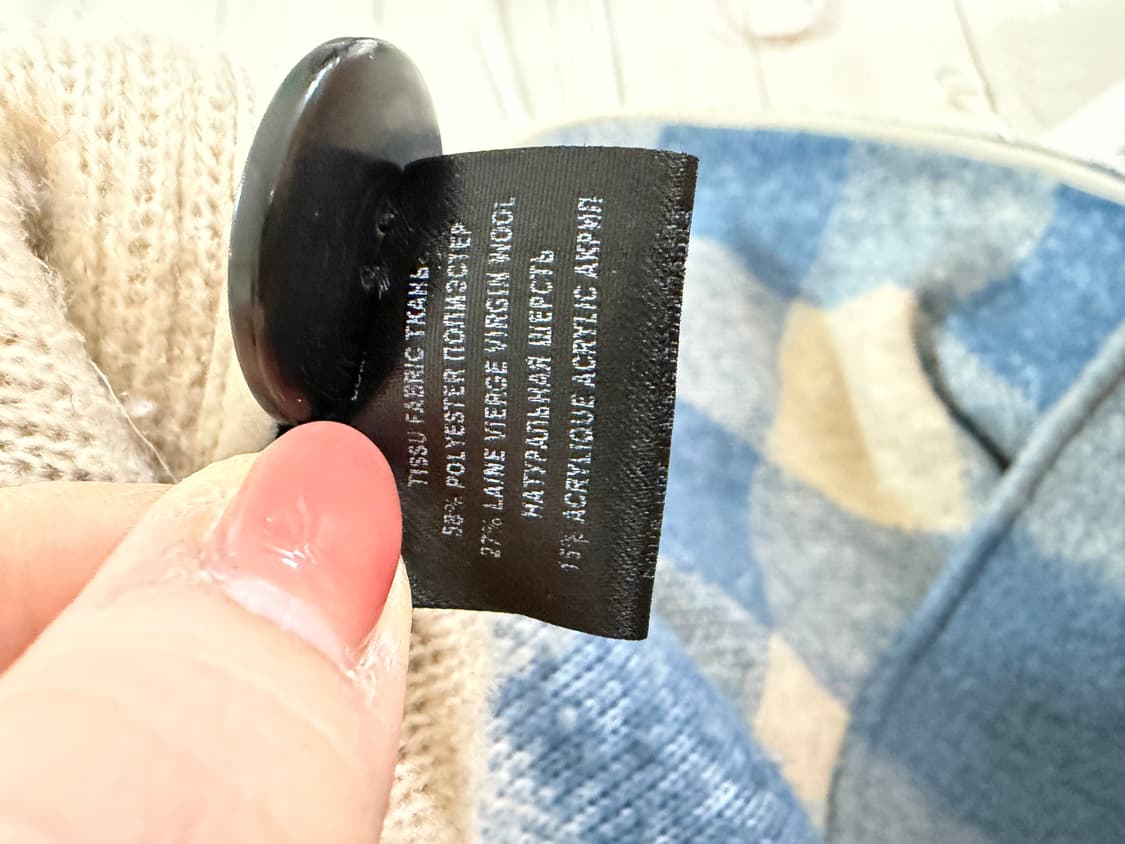 TISSU FABRIC ТКАНЬ
58% POLYESTER ПОЛИЭСТЕР
27% LAINE VIERGE VIRGIN WOOL
НАТУРАЛЬНАЯ ШЕРСТЬ
15% ACRYLIQUE ACRYLIC АКРИЛ